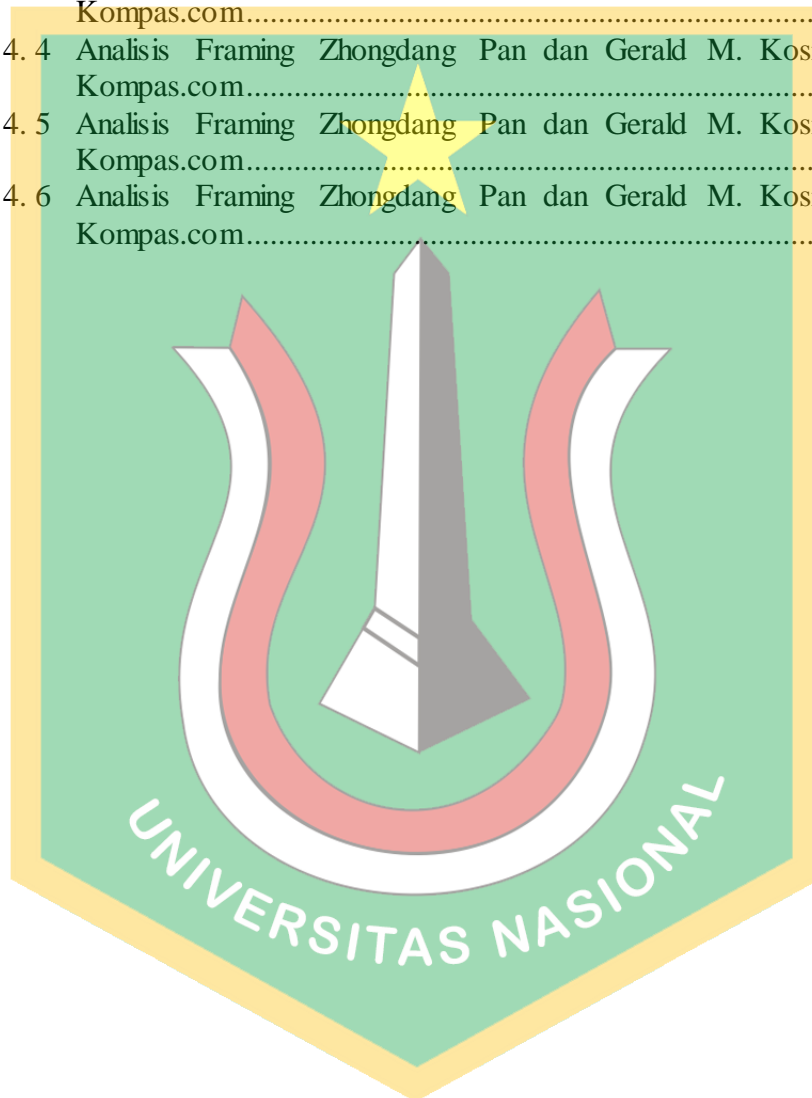 Kompas.com........................................................................
4. 4 Analisis Framing Zhongdang Pan dan Gerald M. Kos
Kompas.com........................................................................
4. 5 Analisis Framing Zhongdang Pan dan Gerald M. Kos
Kompas.com........................................................................
4. 6 Analisis Framing Zhongdang Pan dan Gerald M. Kos
Kompas.com........................................................................
UNIVERSITAS NASIONAL